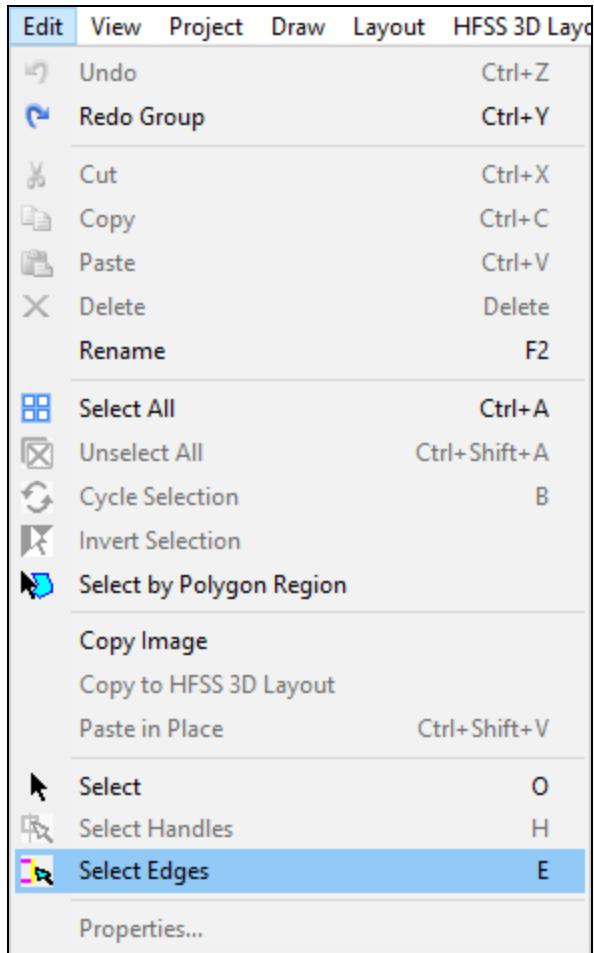 Edit View Project Draw Layout HFSS 3D Layo
Undo Ctrl+Z
Redo Group Ctrl+Y
Cut Ctrl+X
Copy Ctrl+C
Paste Ctrl+V
Delete Delete
Rename F2
Select All Ctrl+A
Unselect All Ctrl+Shift+A
Cycle Selection B
Invert Selection
Select by Polygon Region
Copy Image
Copy to HFSS 3D Layout
Paste in Place Ctrl+Shift+V
Select O
Select Handles H
Select Edges E
Properties...